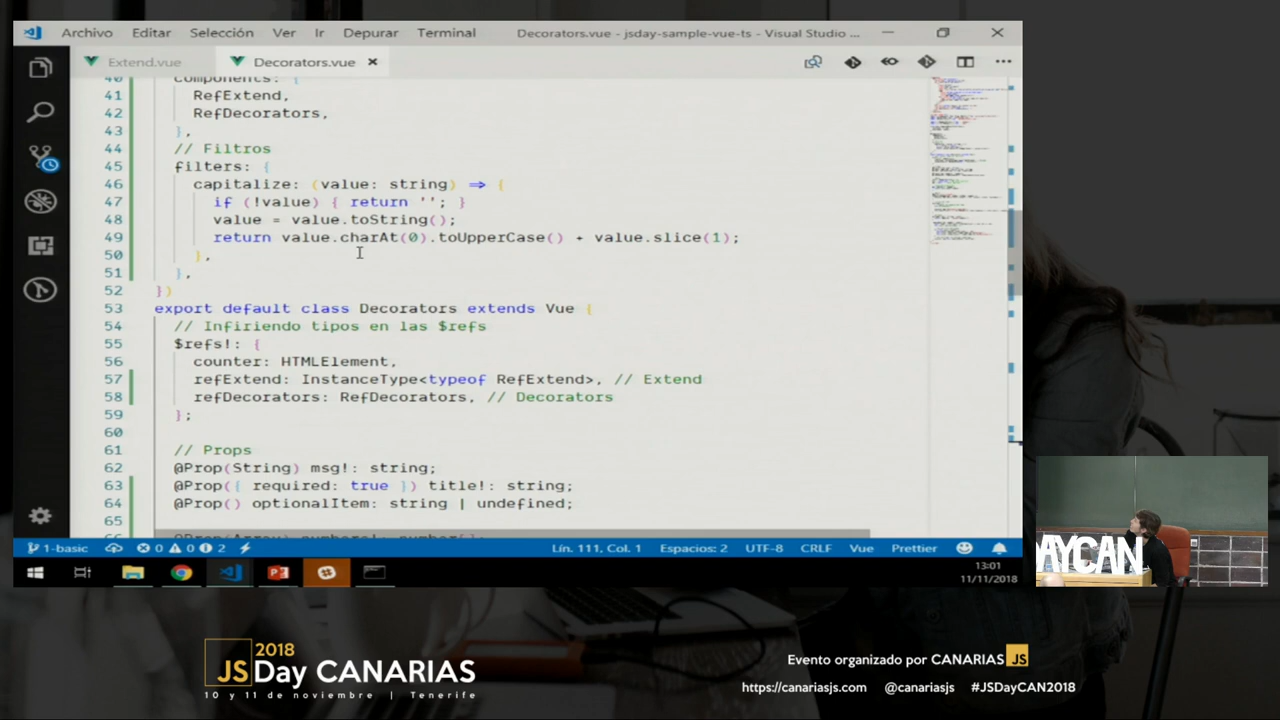 Archivo Editar Selección Ver Ir Depurar Terminal Decorators.vue - jsday-sample-vue-ts - Visual Studio ...
Extend.vue Decorators.vue
40 components: {
41 RefExtend,
42 RefDecorators,
43 },
44 // Filtros
45 filters: {
46 capitalize: (value: string) => {
47 if (!value) { return ''; }
48 value = value.toString();
49 return value.charAt(0).toUpperCase() + value.slice(1);
50 },
51 },
52 })
53 export default class Decorators extends Vue {
54 // Infiriendo tipos en las $refs
55 $refs!: {
56 counter: HTMLElement,
57 refExtend: InstanceType<typeof RefExtend>, // Extend
58 refDecorators: RefDecorators, // Decorators
59 };
60
61 // Props
62 @Prop(String) msg!: string;
63 @Prop({ required: true }) title!: string;
64 @Prop() optionalItem: string | undefined;
65
66 @Prop(Array) numbers!: number[];
1-basic 0 0 2 Lín. 111, Col. 1 Espacios: 2 UTF-8 CRLF Vue Prettier
13:01
11/11/2018
AYCAN
2018
JSDay CANARIAS
10 y 11 de noviembre | Tenerife
Evento organizado por CANARIAS JS
https://canariasjs.com @canariasjs #JSDayCAN2018